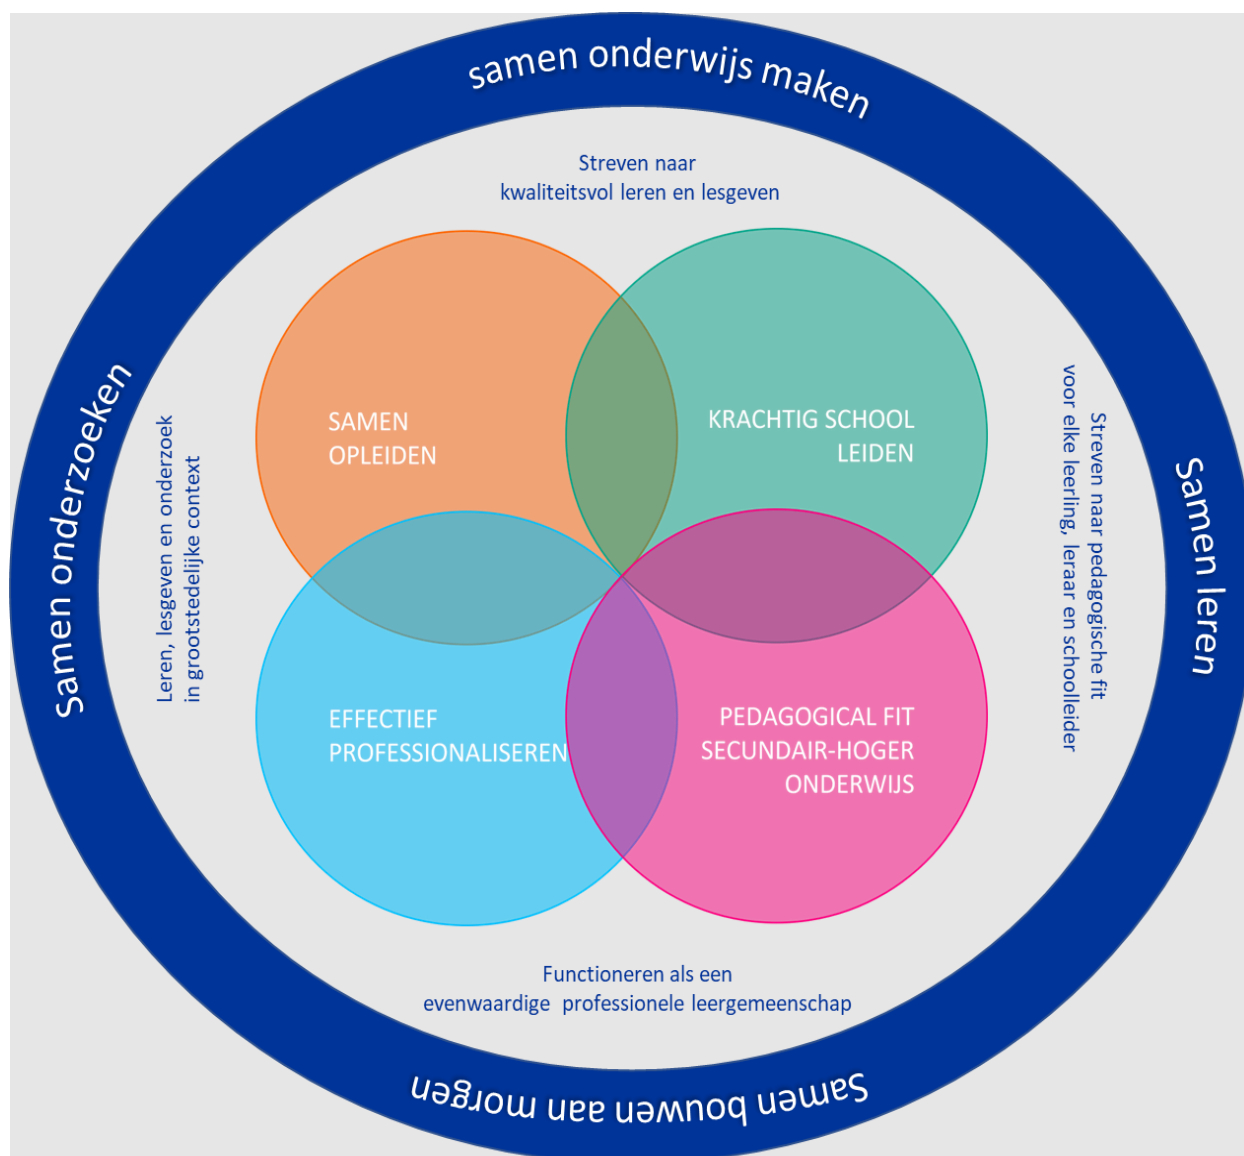 samen onderwijs maken
Streven naar
kwaliteitsvol leren en lesgeven
Samen onderzoeken
Leren, lesgeven en onderzoek
in grootstedelijke context
SAMEN
OPLEIDEN
KRACHTIG SCHOOL
LEIDEN
EFFECTIEF
PROFESSIONALISEREN
PEDAGOGICAL FIT
SECUNDAIR-HOGER
ONDERWIJS
Streven naar pedagogische fit
voor elke leerling, leraar en schoolleider
Samen leren
Functioneren als een
evenwaardige professionele leergemeenschap
Samen bouwen aan morgen